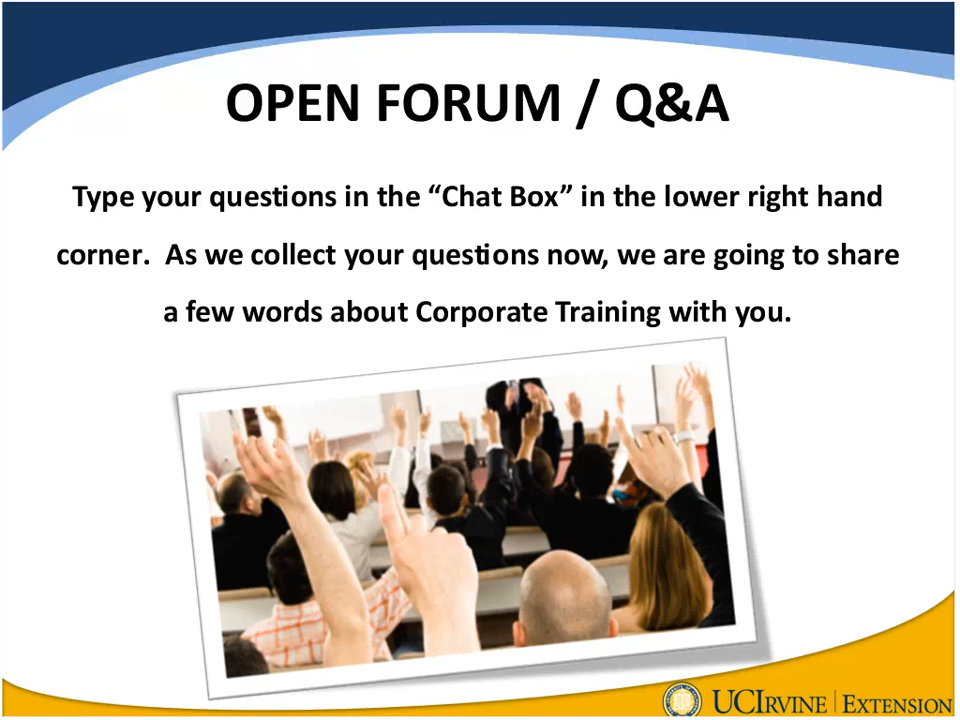 OPEN FORUM / Q&A
Type your questions in the “Chat Box” in the lower right hand
corner.  As we collect your questions now, we are going to share
a few words about Corporate Training with you.
UCIRVINE | EXTENSION